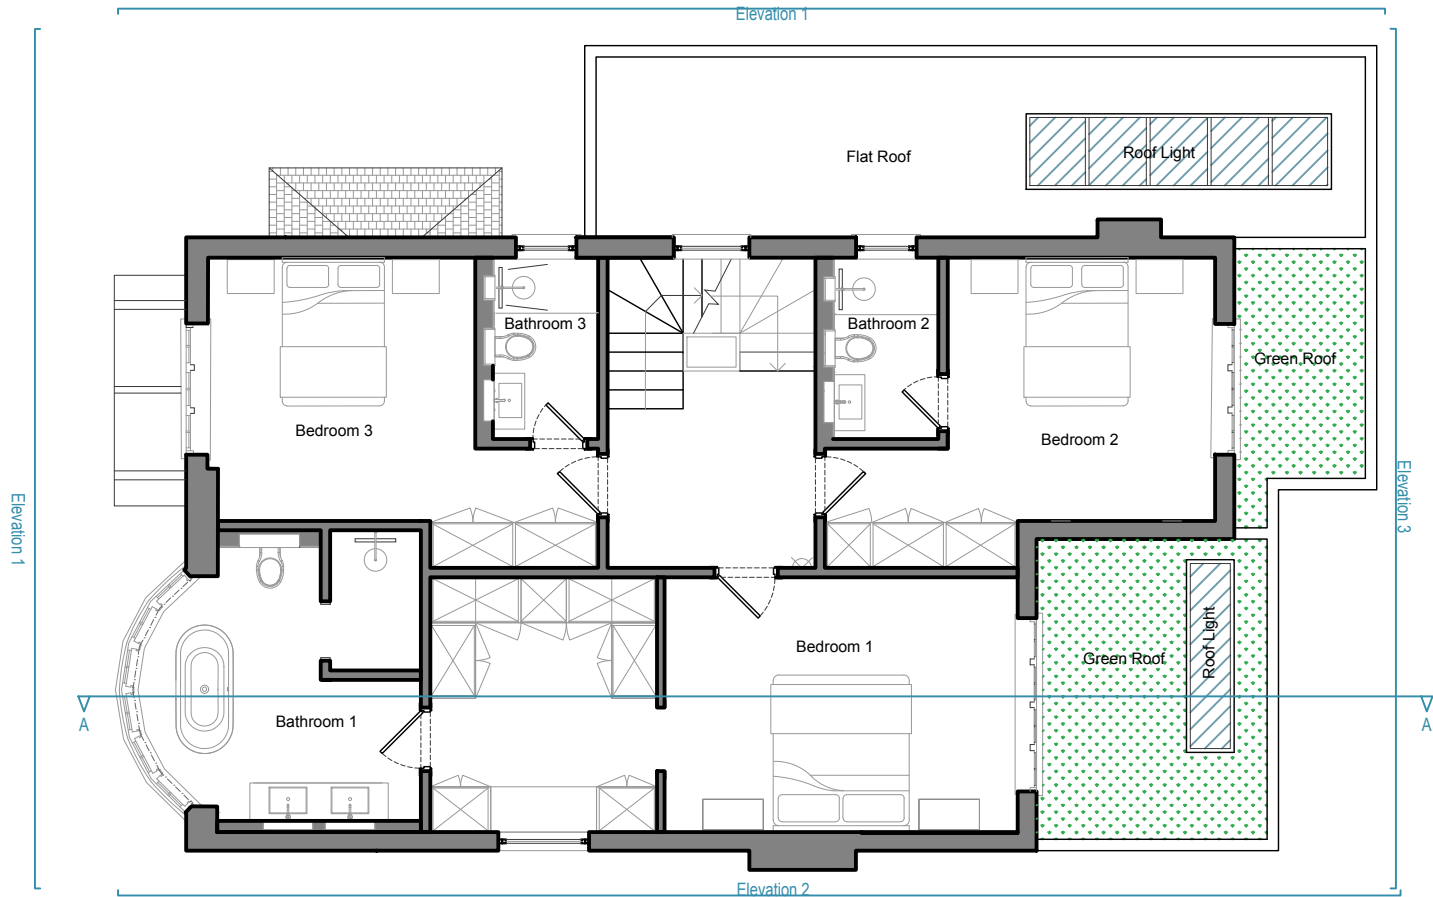 Elevation 1
Flat Roof
Roof Light
Bathroom 3
Bathroom 2
Green Roof
Bedroom 3
Bedroom 2
Elevation 1
Elevation 3
Bedroom 1
Green Roof
Roof Light
Bathroom 1
A
A
Elevation 2